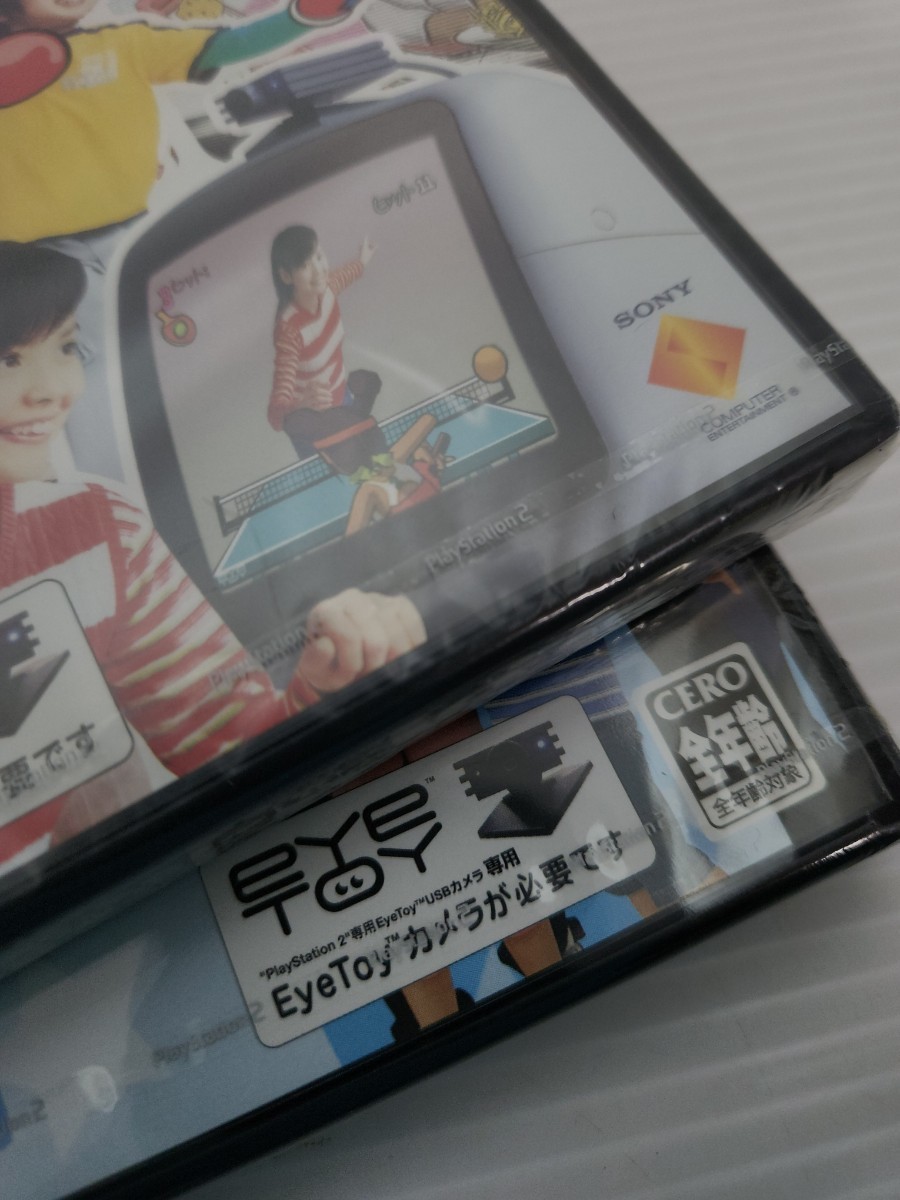 SONY
COMPUTER
ENTERTAINMENT ®
PlayStation 2
PlayStation 2
PlayStation
要です
CERO
全年齢
全年齢対象
EYE™
TOY
"PlayStation 2"専用EyeToy™USBカメラ 専用
EyeToy™カメラが必要です
PlayStation 2